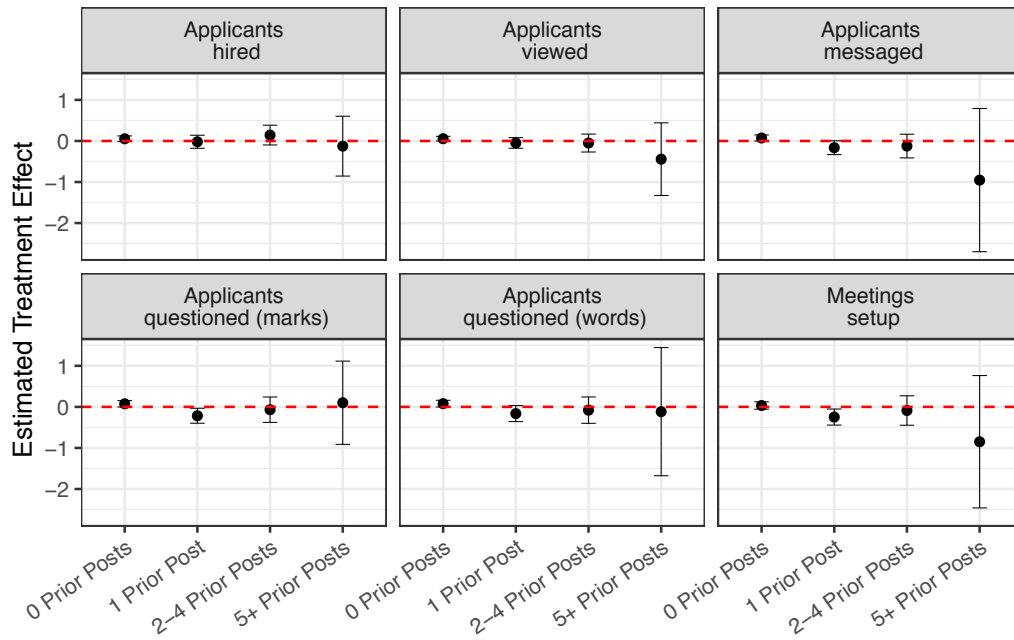 Applicants
hired
Applicants
viewed
Applicants
messaged
Estimated Treatment Effect
1
0
−1
−2
Applicants
questioned (marks)
Applicants
questioned (words)
Meetings
setup
1
0
−1
−2
0 Prior Posts
1 Prior Post
2−4 Prior Posts
5+ Prior Posts
0 Prior Posts
1 Prior Post
2−4 Prior Posts
5+ Prior Posts
0 Prior Posts
1 Prior Post
2−4 Prior Posts
5+ Prior Posts